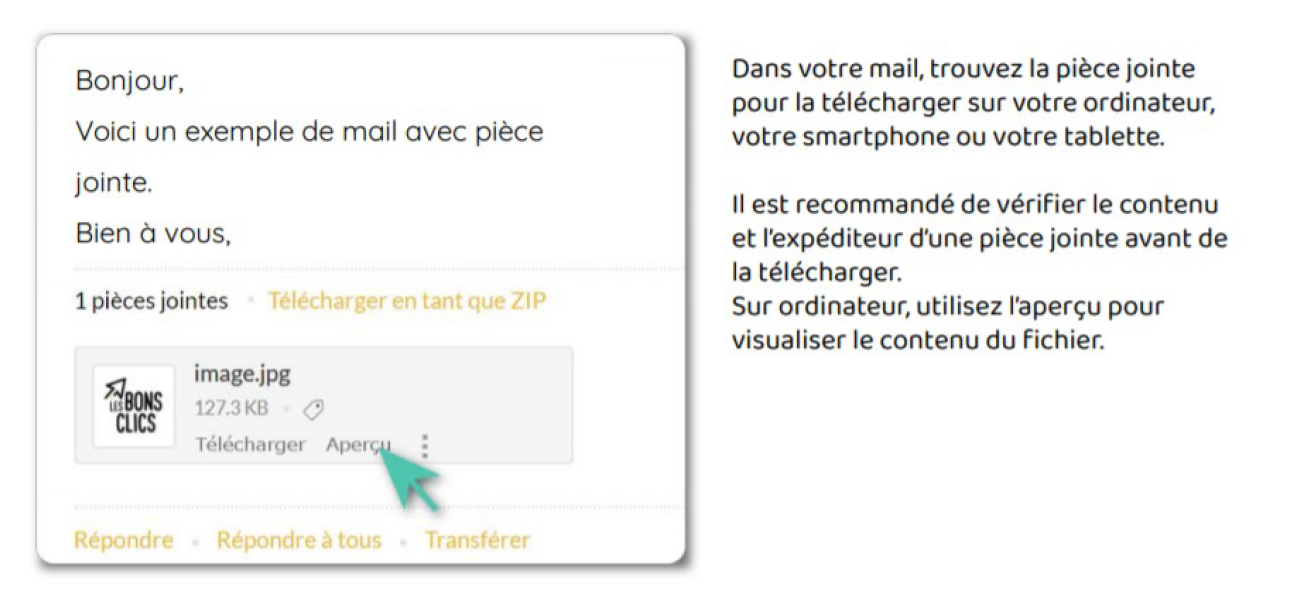 Bonjour,
Voici un exemple de mail avec pièce
jointe.
Bien à vous,
1 pièces jointes • Télécharger en tant que ZIP
LES BONS
CLICS
image.jpg
127.3 KB •
Télécharger Aperçu
Répondre • Répondre à tous • Transférer
Dans votre mail, trouvez la pièce jointe
pour la télécharger sur votre ordinateur,
votre smartphone ou votre tablette.
Il est recommandé de vérifier le contenu
et l'expéditeur d'une pièce jointe avant de
la télécharger.
Sur ordinateur, utilisez l'aperçu pour
visualiser le contenu du fichier.